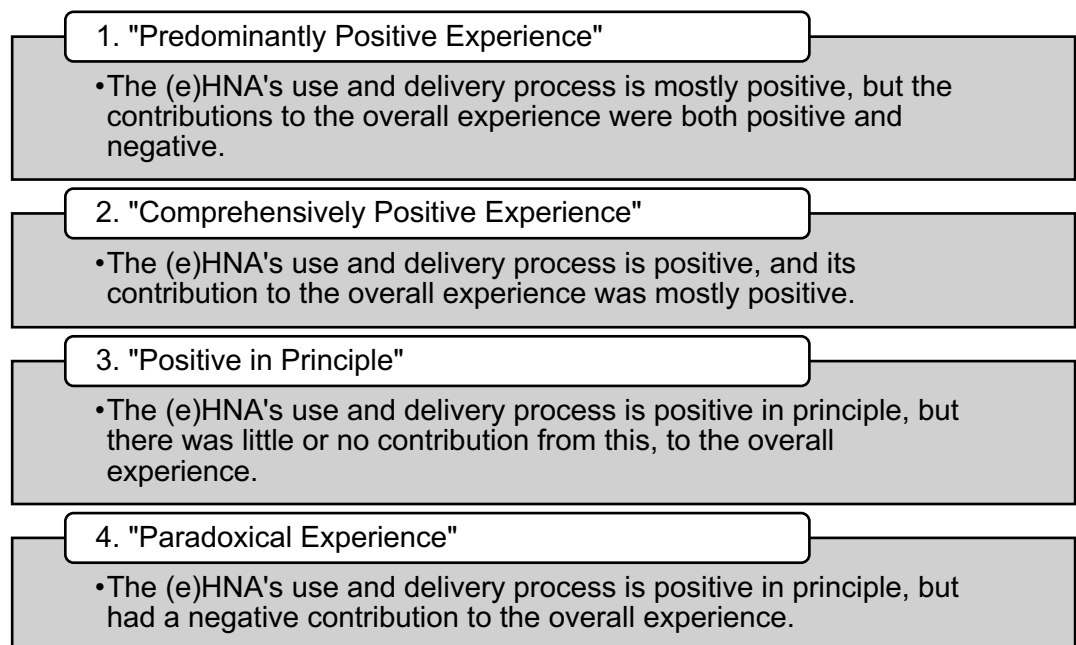 1. "Predominantly Positive Experience"
•The (e)HNA's use and delivery process is mostly positive, but the
contributions to the overall experience were both positive and
negative.
2. "Comprehensively Positive Experience"
•The (e)HNA's use and delivery process is positive, and its
contribution to the overall experience was mostly positive.
3. "Positive in Principle"
•The (e)HNA's use and delivery process is positive in principle, but
there was little or no contribution from this, to the overall
experience.
4. "Paradoxical Experience"
•The (e)HNA's use and delivery process is positive in principle, but
had a negative contribution to the overall experience.